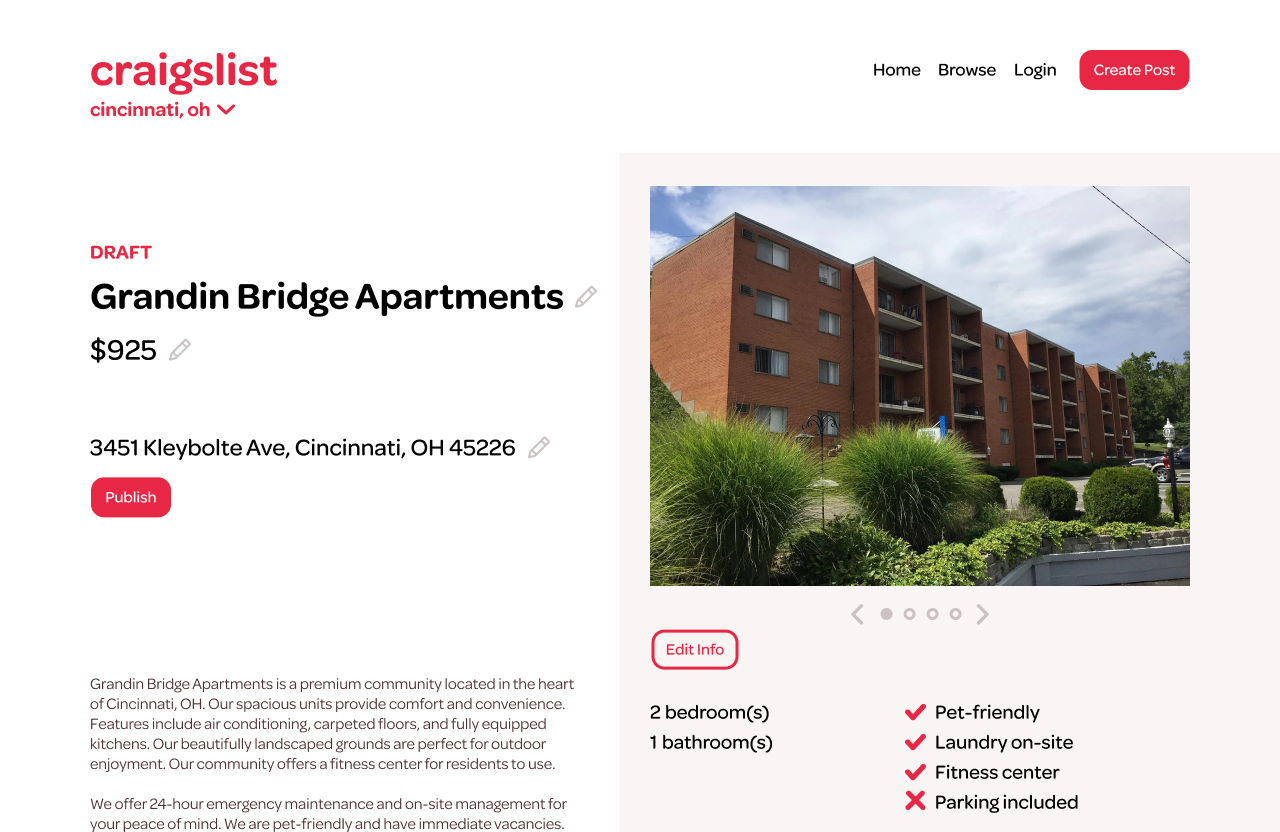 craigslist
cincinnati, oh
Home Browse Login Create Post
DRAFT
Grandin Bridge Apartments
$925
3451 Kleybolte Ave, Cincinnati, OH 45226
Publish
Grandin Bridge Apartments is a premium community located in the heart
of Cincinnati, OH. Our spacious units provide comfort and convenience.
Features include air conditioning, carpeted floors, and fully equipped
kitchens. Our beautifully landscaped grounds are perfect for outdoor
enjoyment. Our community offers a fitness center for residents to use.
We offer 24-hour emergency maintenance and on-site management for
your peace of mind. We are pet-friendly and have immediate vacancies.
Edit Info
2 bedroom(s)
1 bathroom(s)
Pet-friendly
Laundry on-site
Fitness center
Parking included